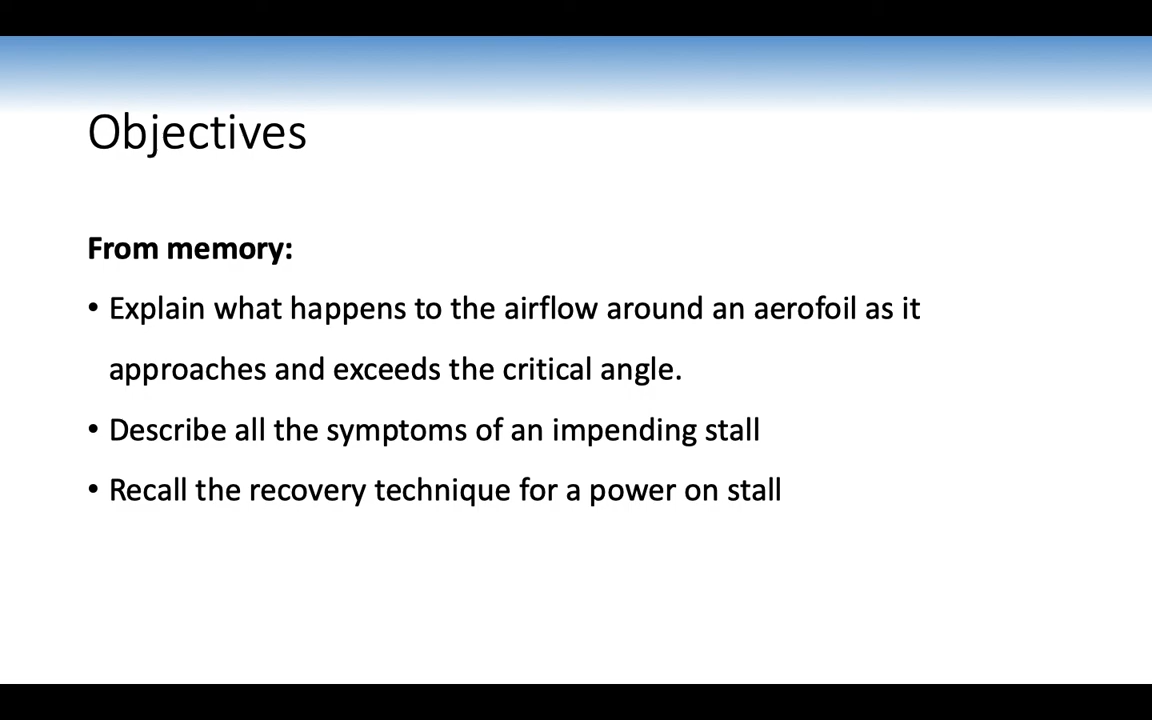 Objectives
From memory:
• Explain what happens to the airflow around an aerofoil as it
approaches and exceeds the critical angle.
• Describe all the symptoms of an impending stall
• Recall the recovery technique for a power on stall